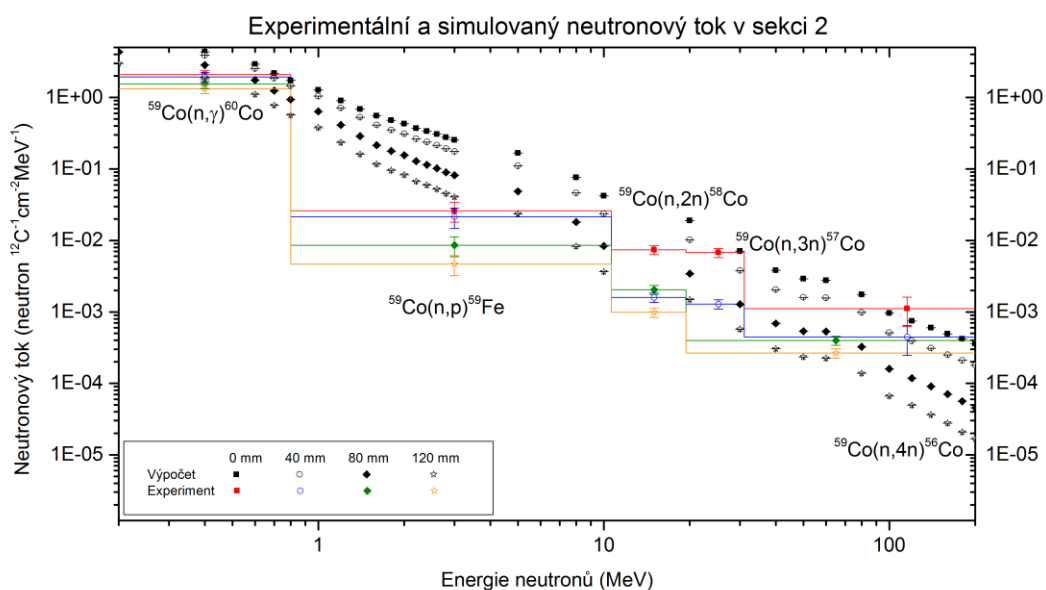 Experimentální a simulovaný neutronový tok v sekci 2
Neutronový tok (neutron ¹²C⁻¹cm⁻²MeV⁻¹)
1E+00
1E-01
1E-02
1E-03
1E-04
1E-05
1E+00
1E-01
1E-02
1E-03
1E-04
1E-05
⁵⁹Co(n,γ)⁶⁰Co
⁵⁹Co(n,2n)⁵⁸Co
⁵⁹Co(n,3n)⁵⁷Co
⁵⁹Co(n,p)⁵⁹Fe
⁵⁹Co(n,4n)⁵⁶Co
0 mm 40 mm 80 mm 120 mm
Výpočet
Experiment
1 10 100
Energie neutronů (MeV)